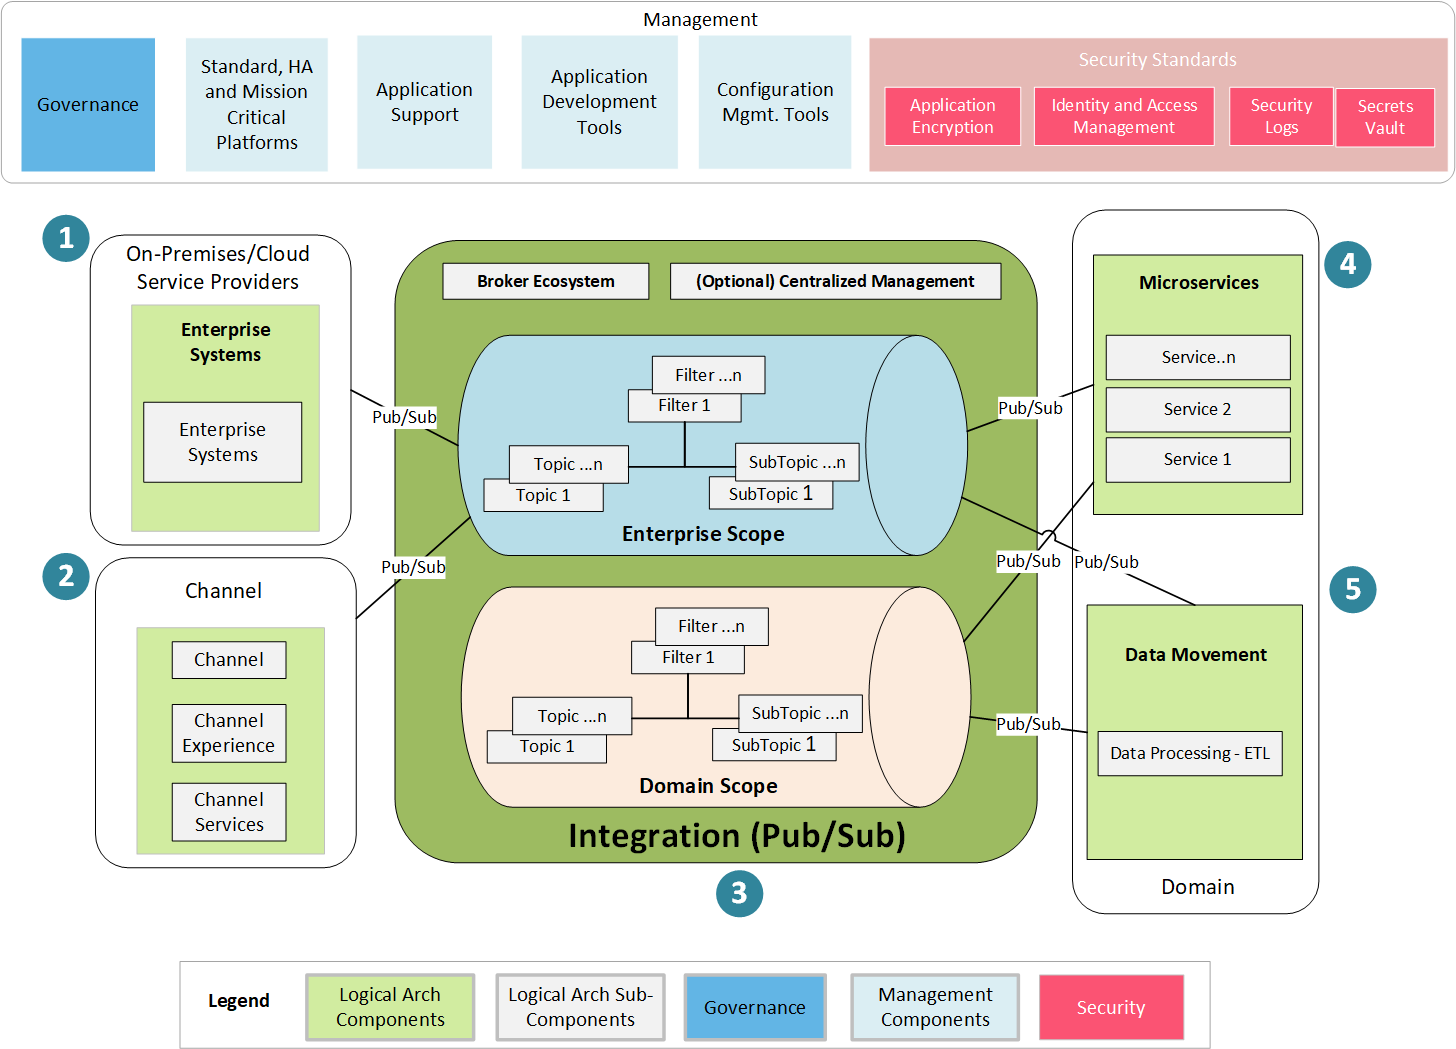 Management
Governance
Standard, HA
and Mission
Critical
Platforms
Application
Support
Application
Development
Tools
Configuration
Mgmt. Tools
Security Standards
Application
Encryption
Identity and Access
Management
Security
Logs
Secrets
Vault
1
On-Premises/Cloud
Service Providers
Enterprise
Systems
Enterprise
Systems
2
Channel
Channel
Channel
Experience
Channel
Services
Pub/Sub
Pub/Sub
Broker Ecosystem
(Optional) Centralized Management
Filter ...n
Filter 1
Topic ...n
Topic 1
SubTopic ...n
SubTopic 1
Enterprise Scope
Filter ...n
Filter 1
Topic ...n
Topic 1
SubTopic ...n
SubTopic 1
Domain Scope
Integration (Pub/Sub)
3
Pub/Sub
Pub/Sub
Pub/Sub
Pub/Sub
4
Microservices
Service..n
Service 2
Service 1
5
Data Movement
Data Processing - ETL
Domain
Legend
Logical Arch
Components
Logical Arch Sub-
Components
Governance
Management
Components
Security